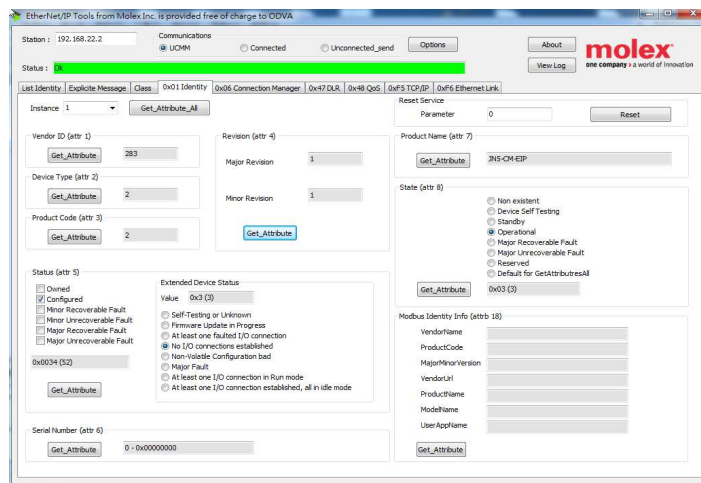 EtherNet/IP Tools from Molex Inc. is provided free of charge to ODVA
Station : 192.168.22.2
Communications
UCMM Connected Unconnected_send
Options
About
View Log
molex
one company > a world of innovation
Status : Ok
List Identity Explicite Message Class 0x01 Identity 0x06 Connection Manager 0x47 DLR 0x48 QoS 0xF5 TCP/IP 0xF6 Ethernet Link
Instance 1 Get_Attribute_All
Reset Service
Parameter 0 Reset
Vendor ID (attr 1)
Get_Attribute 283
Device Type (attr 2)
Get_Attribute 2
Product Code (attr 3)
Get_Attribute 2
Revision (attr 4)
Major Revision 1
Minor Revision 1
Get_Attribute
Product Name (attr 7)
Get_Attribute JN5-CM-EIP
State (attr 8)
Non existent
Device Self Testing
Standby
Operational
Major Recoverable Fault
Major Unrecoverable Fault
Reserved
Default for GetAttributresAll
Get_Attribute 0x03 (3)
Status (attr 5)
Owned
Configured
Minor Recoverable Fault
Minor Unrecoverable Fault
Major Recoverable Fault
Major Unrecoverable Fault
0x0034 (52)
Get_Attribute
Extended Device Status
Value 0x3 (3)
Self-Testing or Unknown
Firmware Update in Progress
At least one faulted I/O connection
No I/O connections established
Non-Volatile Configuration bad
Major Fault
At least one I/O connection in Run mode
At least one I/O connection established, all in idle mode
Modbus Identity Info (attrb 18)
VendorName
ProductCode
MajorMinorVersion
VendorUrl
ProductName
ModelName
UserAppName
Get_Attribute
Serial Number (attr 6)
Get_Attribute 0 - 0x00000000